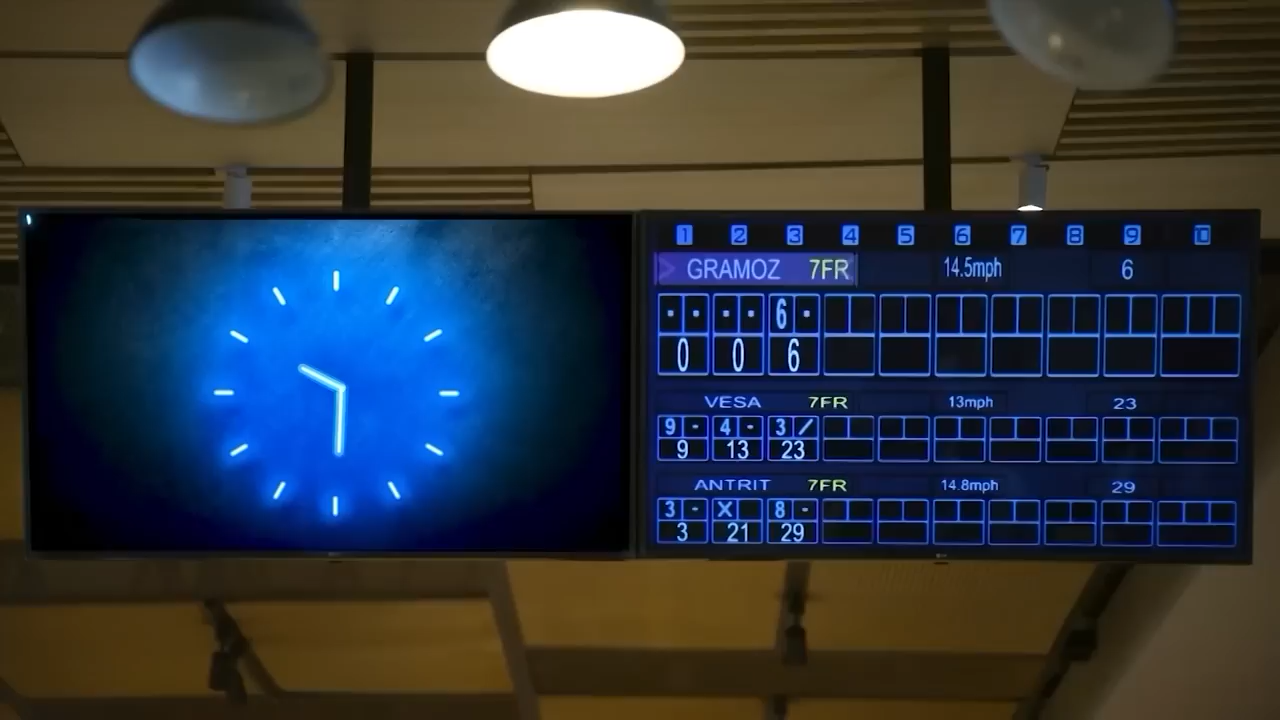 1 2 3 4 5 6 7 8 9 10
> GRAMOZ 7FR 14.5mph 6
· · · · 6 ·
0 0 6
VESA 7FR 13mph 23
9 - 4 - 3 /
9 13 23
ANTRIT 7FR 14.8mph 29
3 - X 8 -
3 21 29